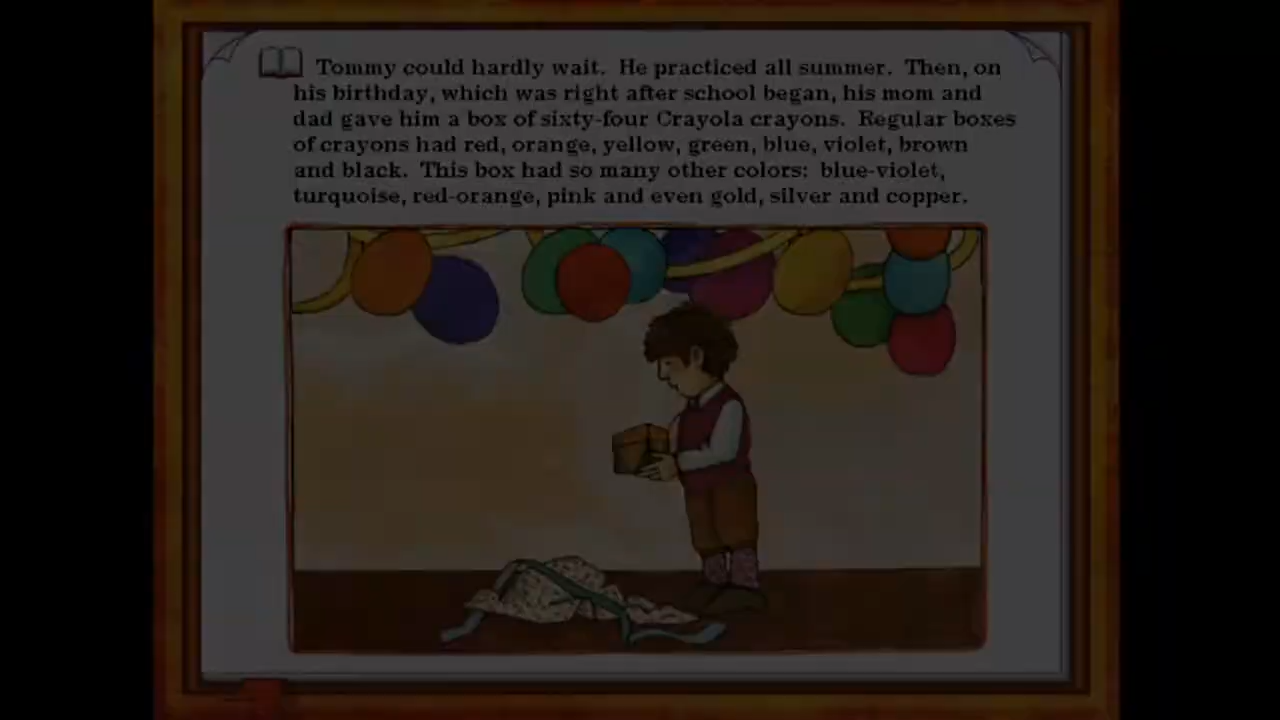 Tommy could hardly wait. He practiced all summer. Then, on
his birthday, which was right after school began, his mom and
dad gave him a box of sixty-four Crayola crayons. Regular boxes
of crayons had red, orange, yellow, green, blue, violet, brown
and black. This box had so many other colors: blue-violet,
turquoise, red-orange, pink and even gold, silver and copper.